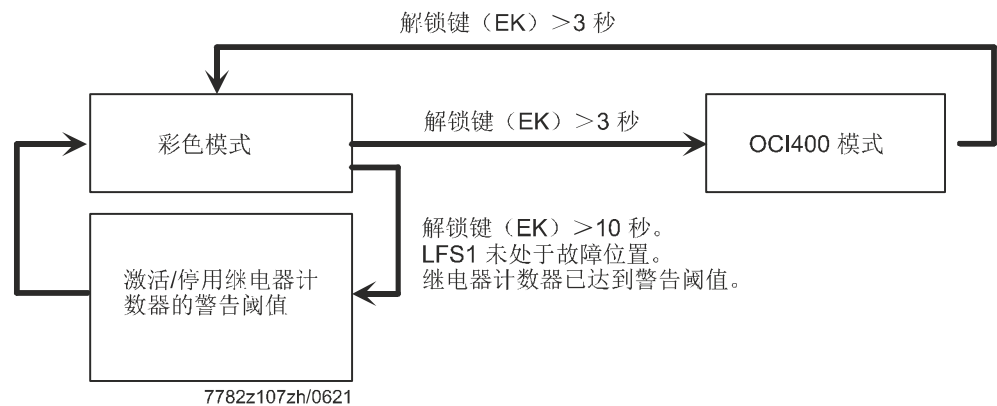 解锁键（EK）＞3 秒
彩色模式
解锁键（EK）＞3 秒
OCI400 模式
解锁键（EK）＞10 秒。
LFS1 未处于故障位置。
继电器计数器已达到警告阈值。
激活/停用继电器计
数器的警告阈值
7782z107zh/0621